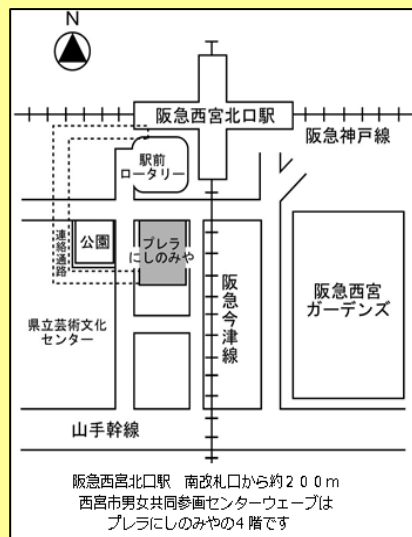 N
阪急西宮北口駅
阪急神戸線
駅前
ロータリー
連絡通路
公園
プレラ
にしのみや
阪急今津線
阪急西宮
ガーデンズ
県立芸術文化
センター
山手幹線
阪急西宮北口駅 南改札口から約200m
西宮市男女共同参画センターウェーブは
プレラにしのみやの4階です